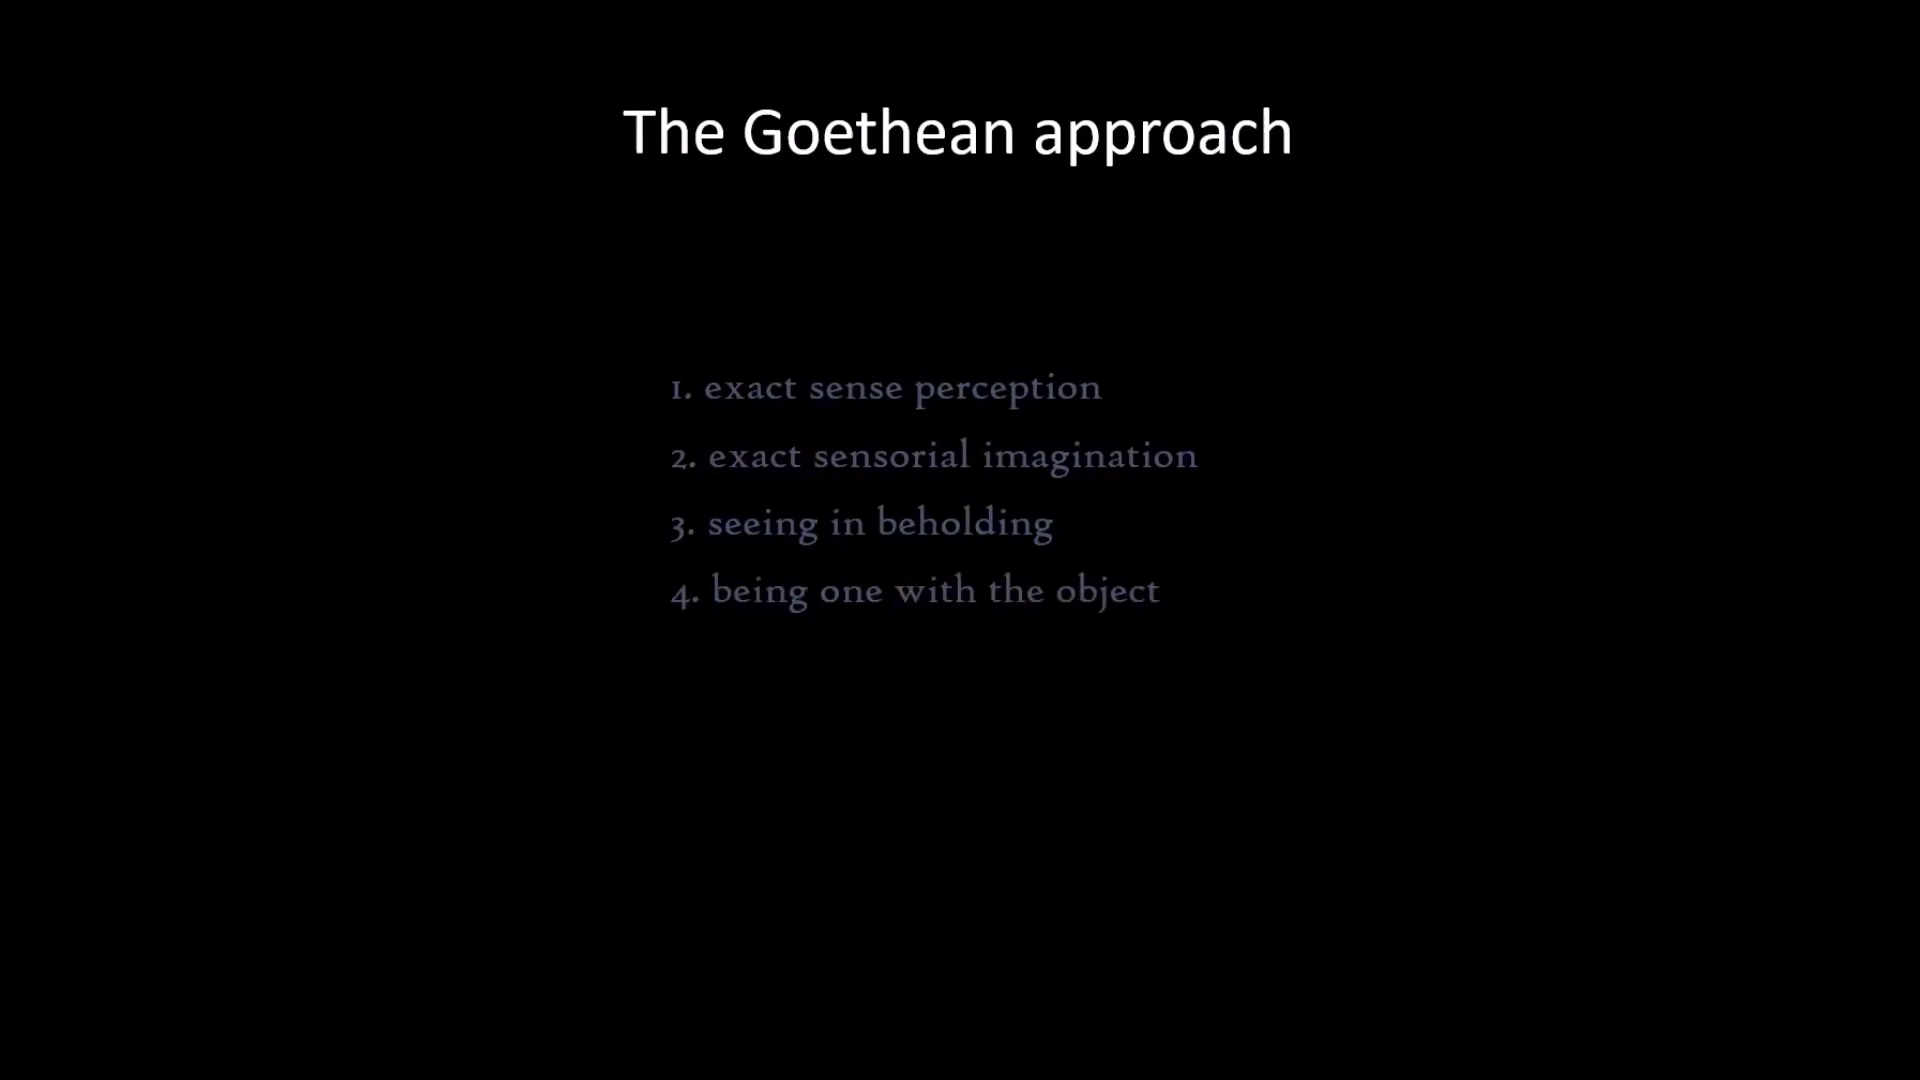 The Goethean approach
1. exact sense perception
2. exact sensorial imagination
3. seeing in beholding
4. being one with the object